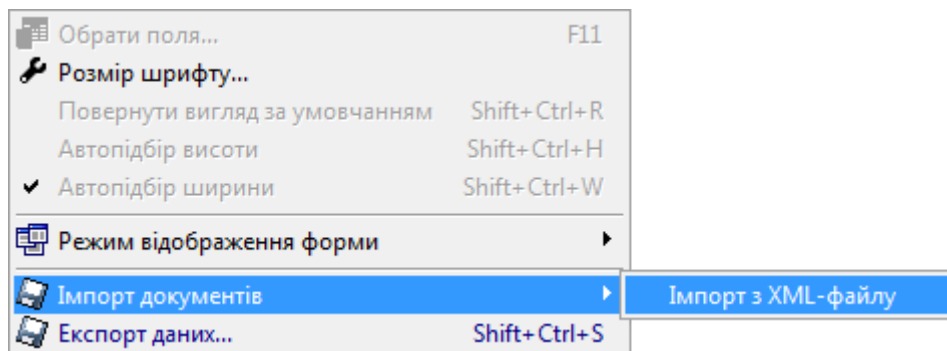 Обрати поля... F11
Розмір шрифту...
Повернути вигляд за умовчанням Shift+Ctrl+R
Автопідбір висоти Shift+Ctrl+H
Автопідбір ширини Shift+Ctrl+W
Режим відображення форми
Імпорт документів Імпорт з XML-файлу
Експорт даних... Shift+Ctrl+S